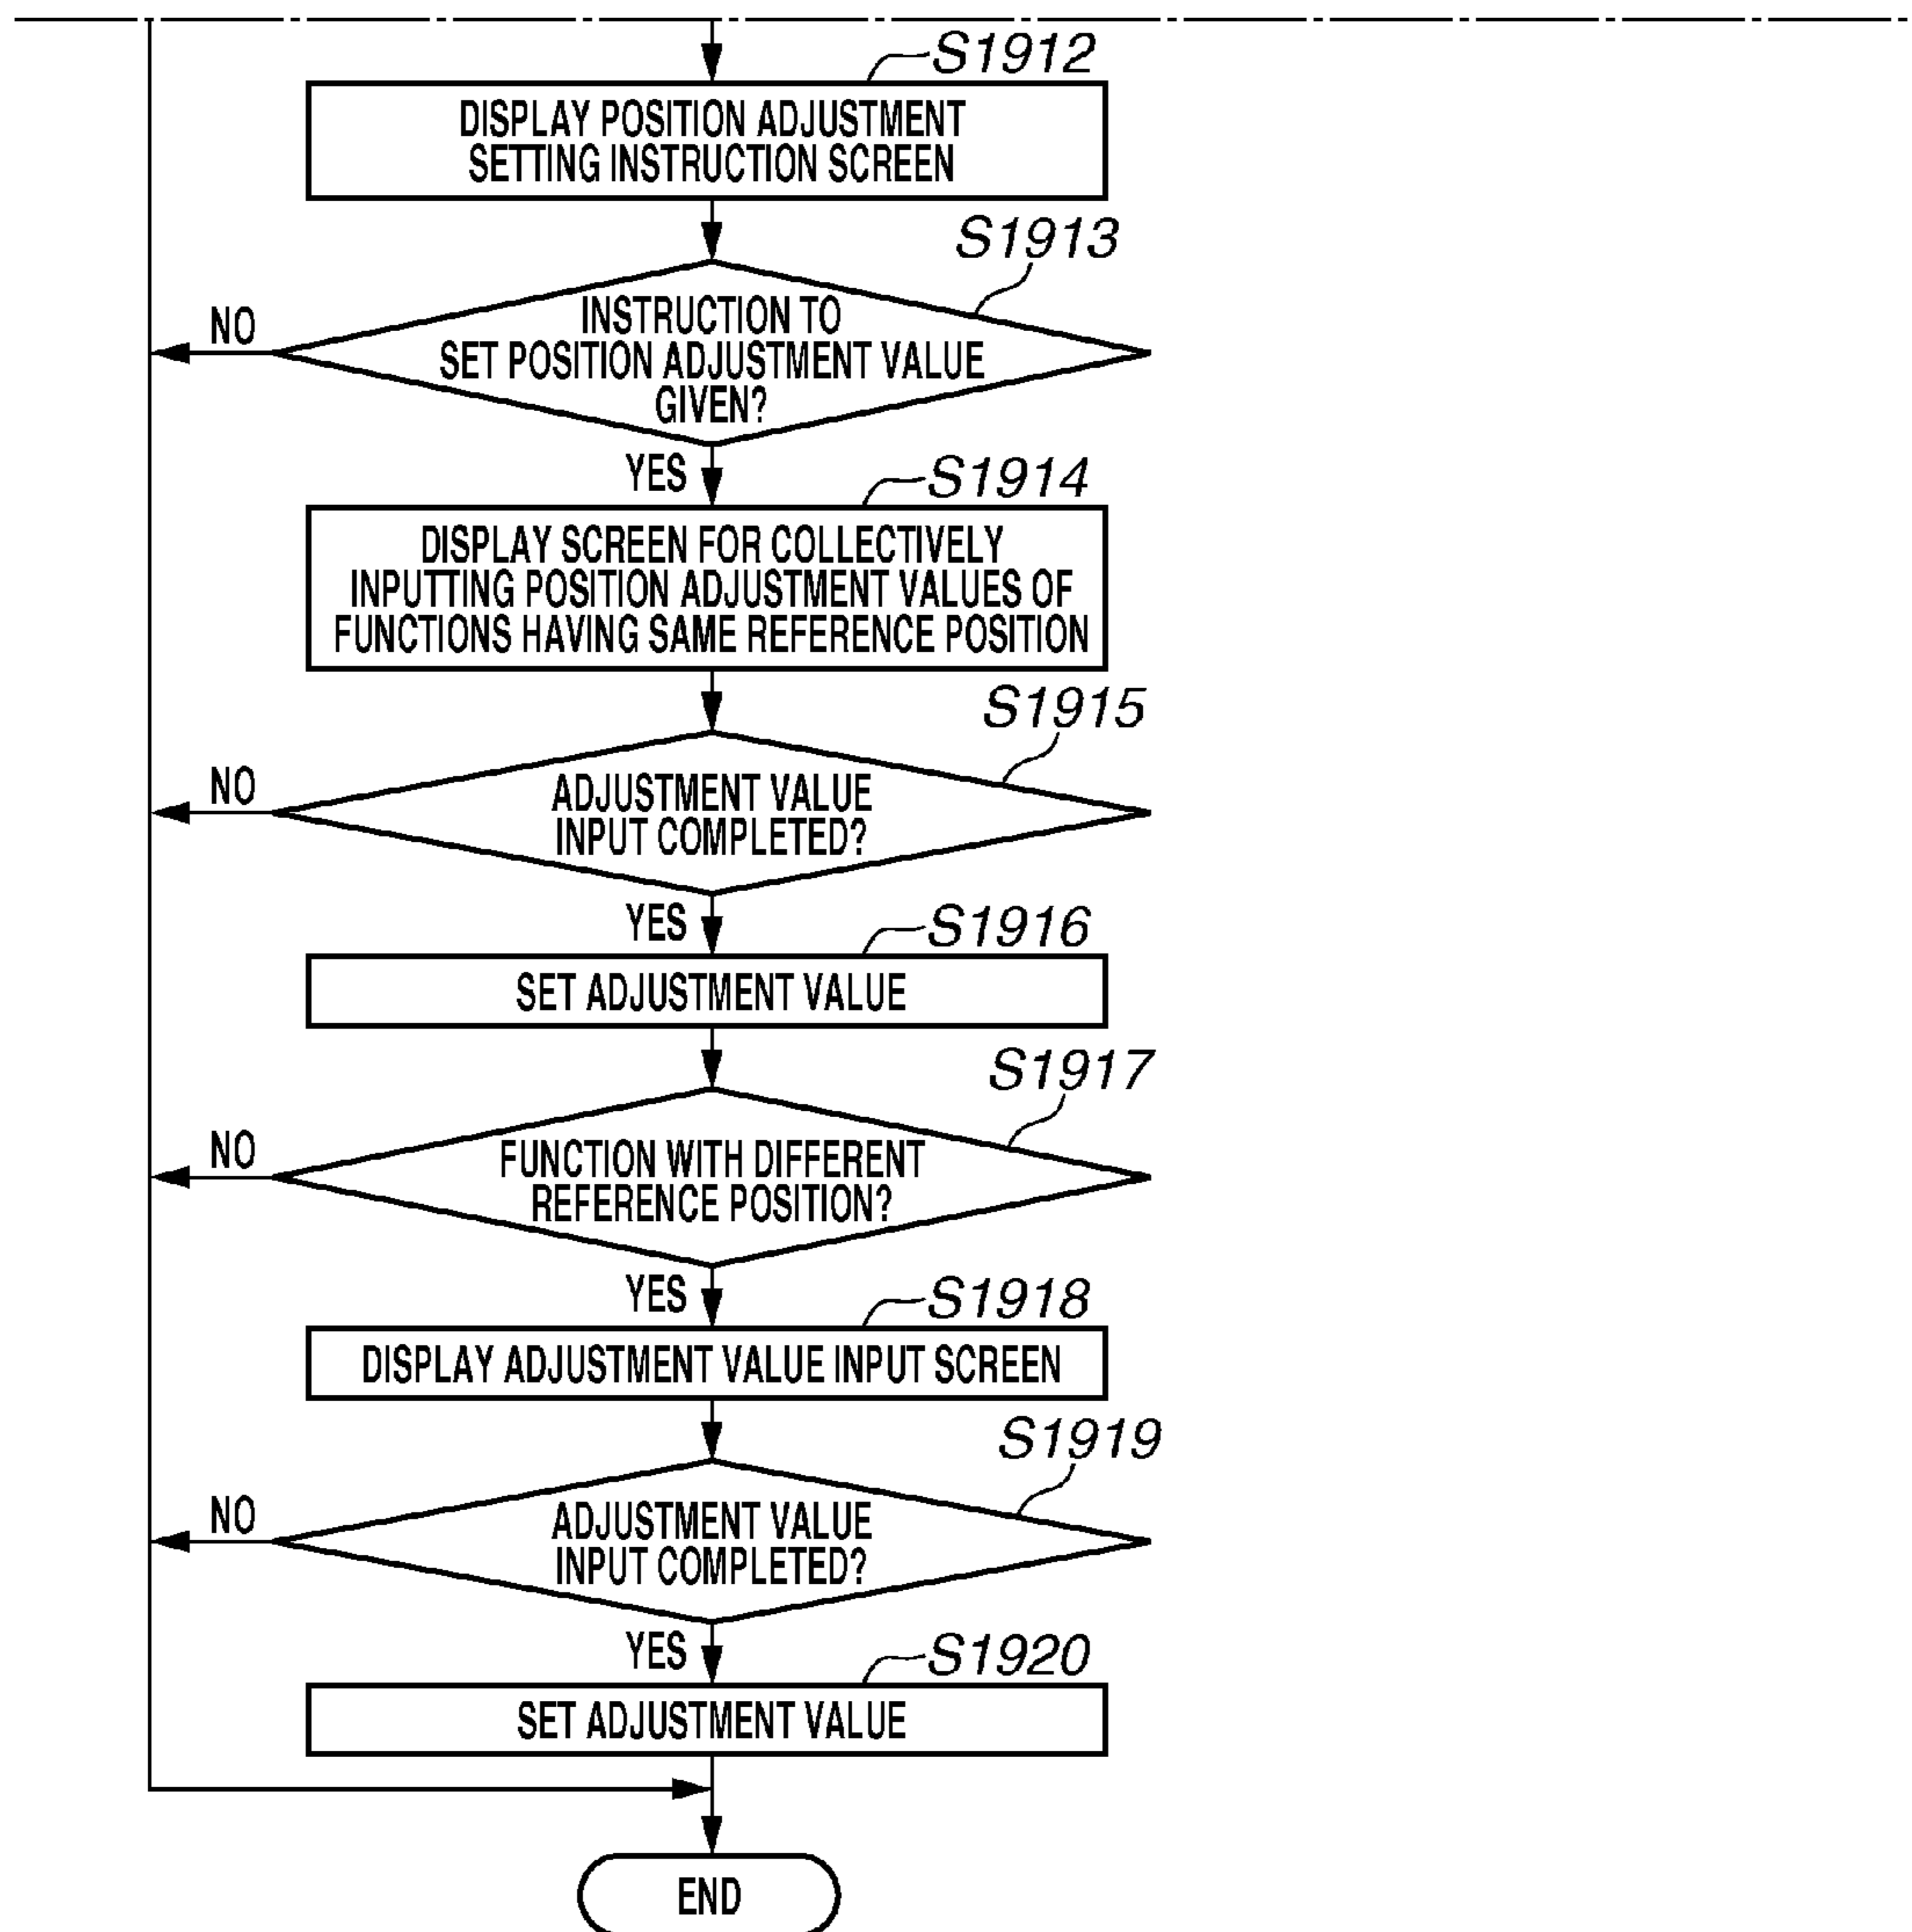 S1912
DISPLAY POSITION ADJUSTMENT
SETTING INSTRUCTION SCREEN
S1913
INSTRUCTION TO
SET POSITION ADJUSTMENT VALUE
GIVEN?
NO
YES
S1914
DISPLAY SCREEN FOR COLLECTIVELY
INPUTTING POSITION ADJUSTMENT VALUES OF
FUNCTIONS HAVING SAME REFERENCE POSITION
S1915
ADJUSTMENT VALUE
INPUT COMPLETED?
NO
YES
S1916
SET ADJUSTMENT VALUE
S1917
FUNCTION WITH DIFFERENT
REFERENCE POSITION?
NO
YES
S1918
DISPLAY ADJUSTMENT VALUE INPUT SCREEN
S1919
ADJUSTMENT VALUE
INPUT COMPLETED?
NO
YES
S1920
SET ADJUSTMENT VALUE
END